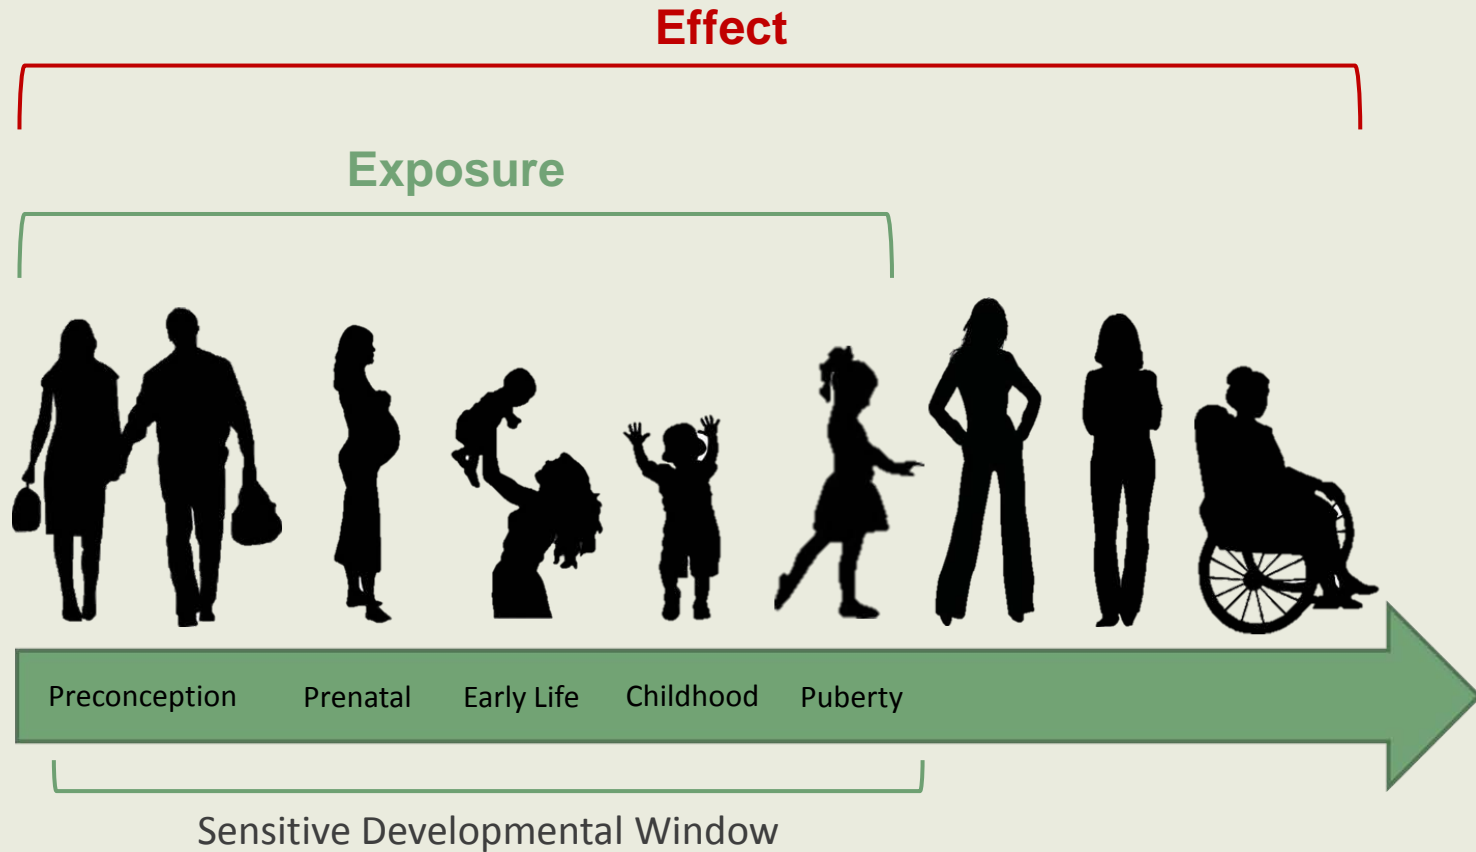 Effect
Exposure
Preconception Prenatal Early Life Childhood Puberty
Sensitive Developmental Window